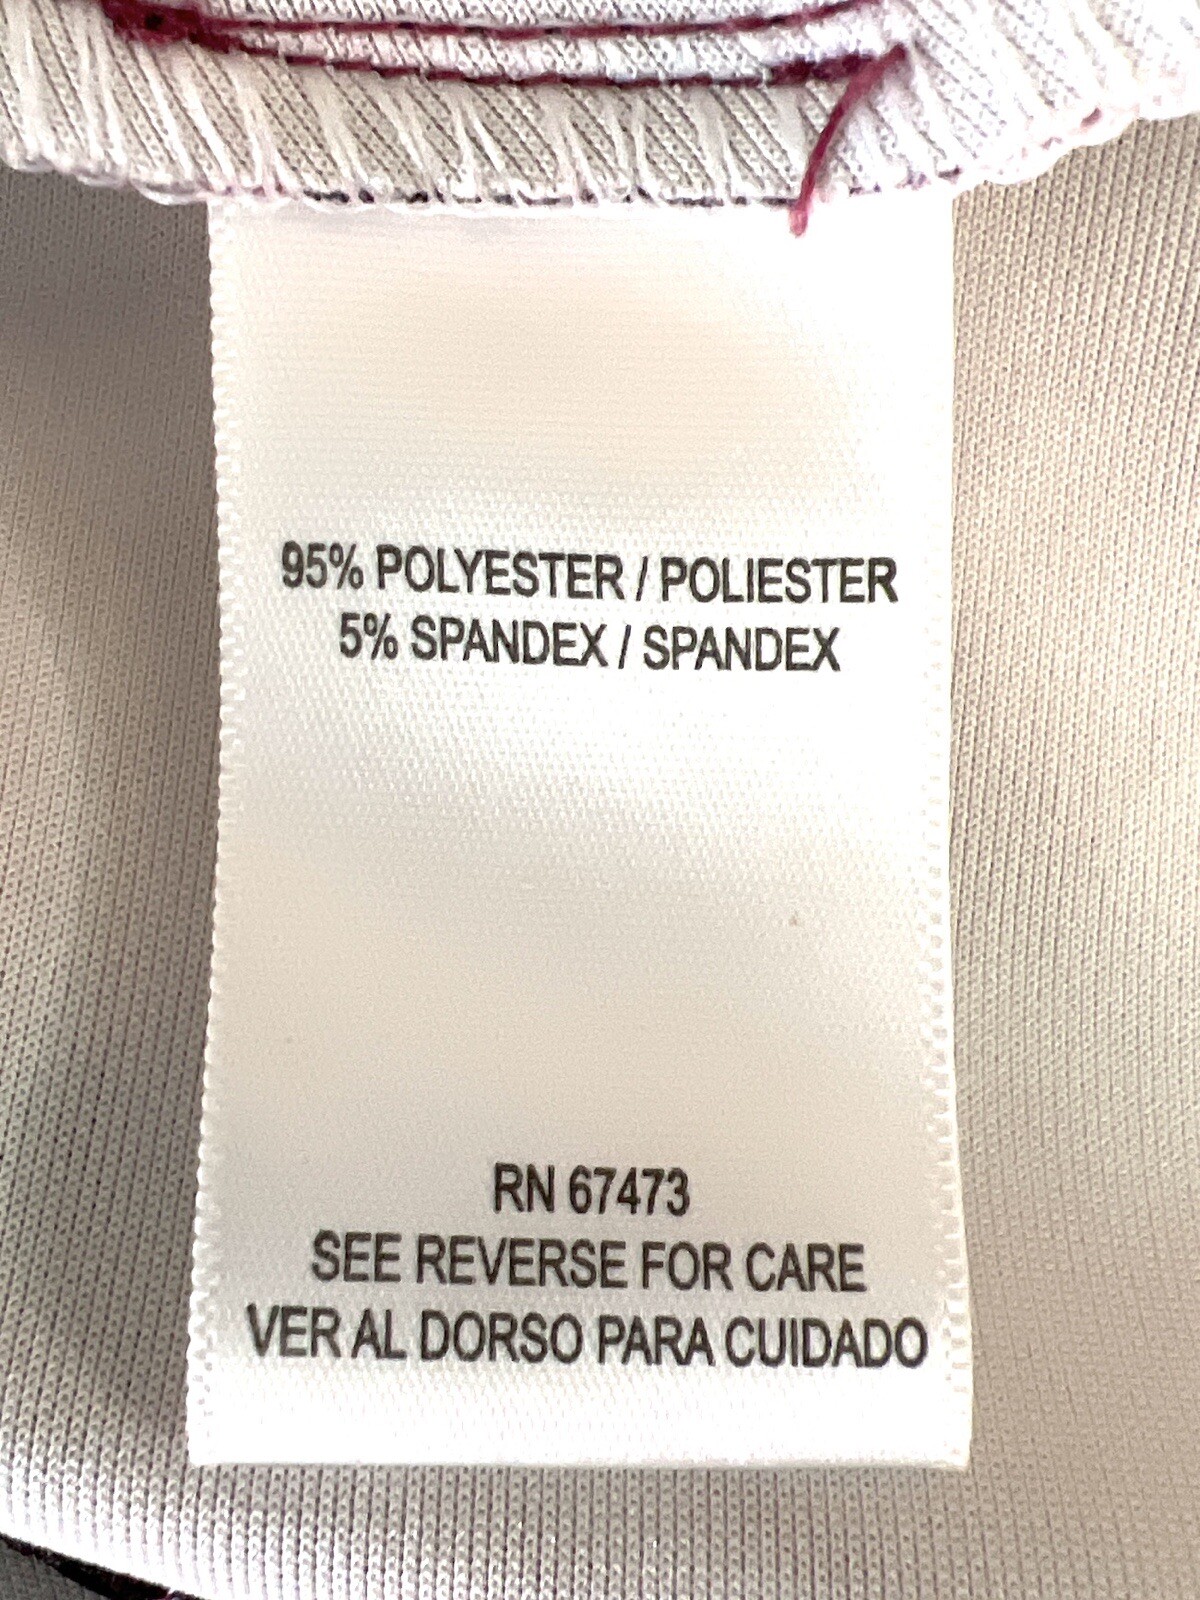 95% POLYESTER / POLIESTER
5% SPANDEX / SPANDEX
RN 67473
SEE REVERSE FOR CARE
VER AL DORSO PARA CUIDADO